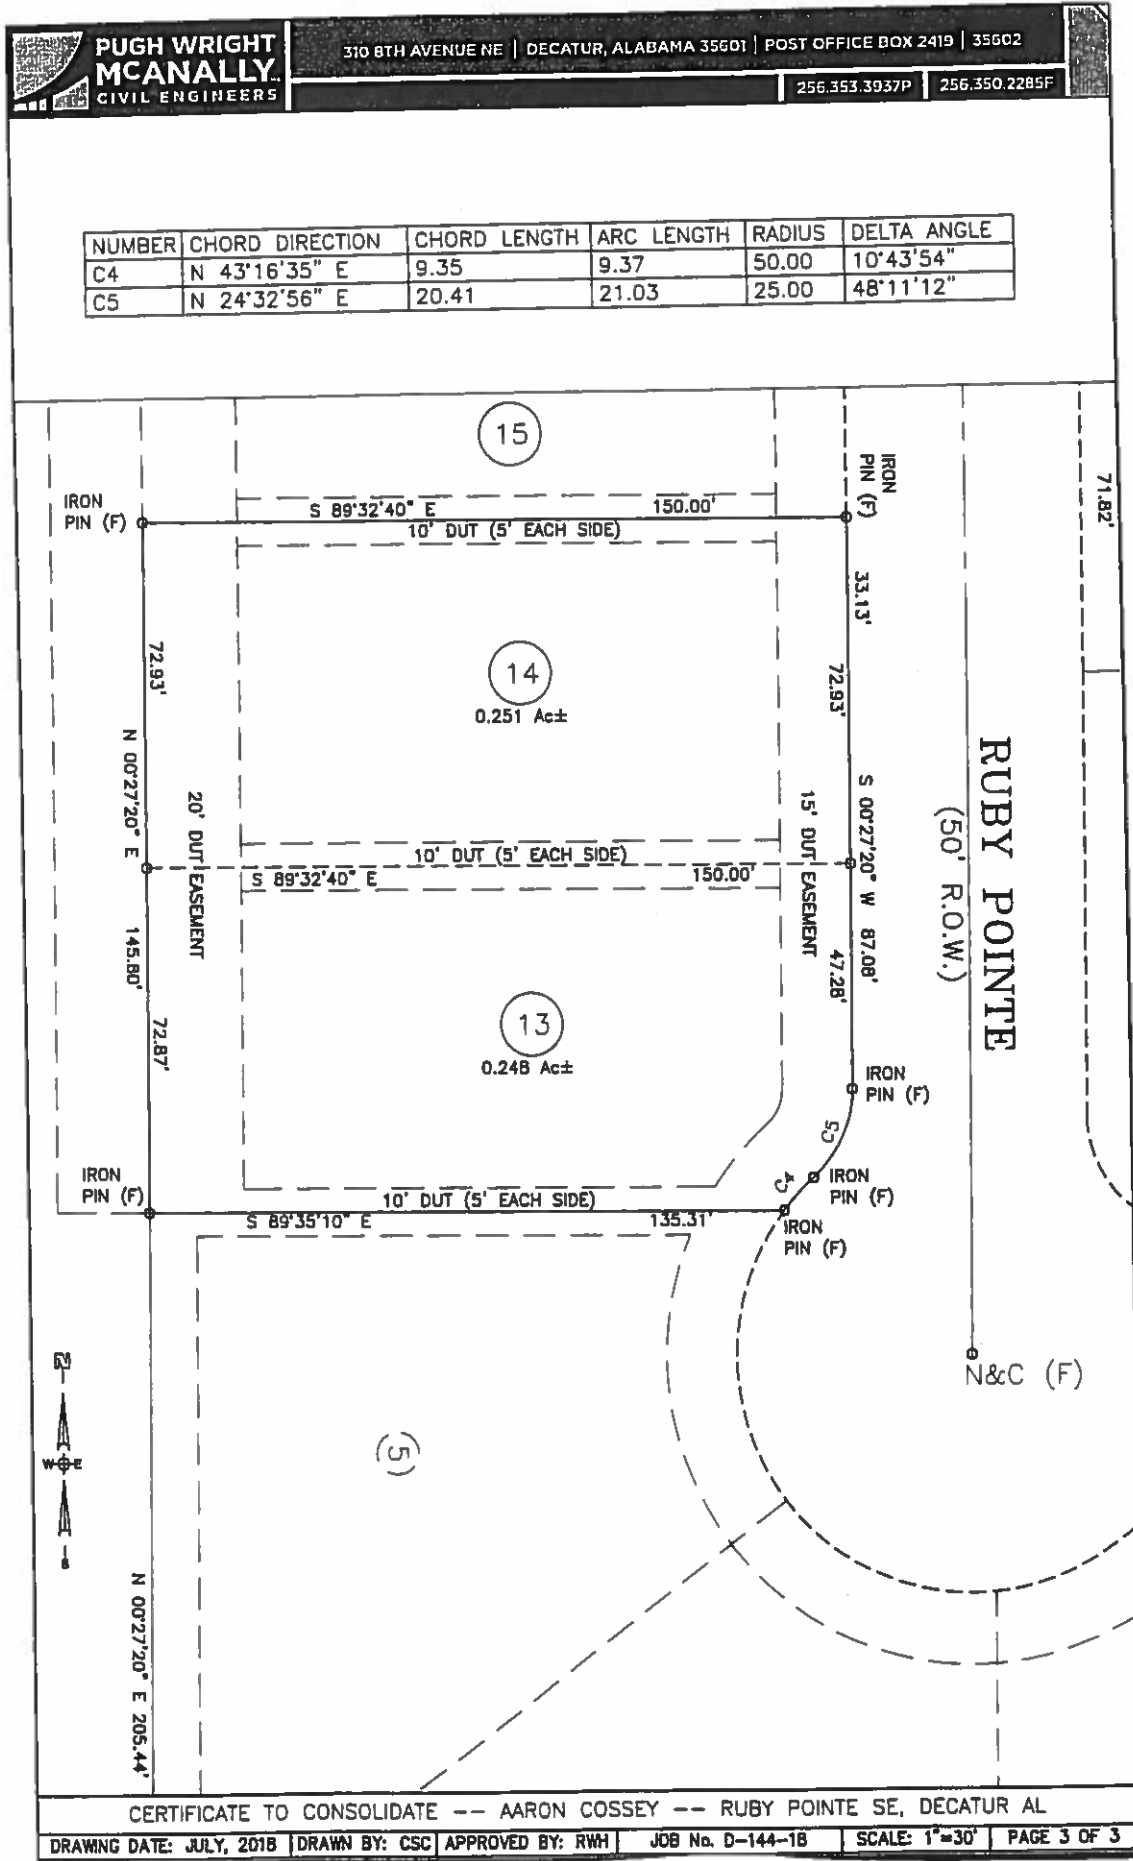 PUGH WRIGHT
MCANALLY
CIVIL ENGINEERS
310 8TH AVENUE NE | DECATUR, ALABAMA 35601 | POST OFFICE BOX 2419 | 35602
256.353.3937P | 256.350.2285F
NUMBER CHORD DIRECTION CHORD LENGTH ARC LENGTH RADIUS DELTA ANGLE
C4 N 43°16'35" E 9.35 9.37 50.00 10°43'54"
C5 N 24°32'56" E 20.41 21.03 25.00 48°11'12"
15
IRON
PIN (F)
IRON
PIN (F)
71.82'
S 89°32'40" E 150.00'
10' DUT (5' EACH SIDE)
33.13'
72.93'
14
0.251 Ac±
72.93'
N 00°27'20" E 145.80'
20' DUT EASEMENT
15' DUT EASEMENT
S 00°27'20" W 87.08'
RUBY POINTE
(50' R.O.W.)
10' DUT (5' EACH SIDE)
S 89°32'40" E 150.00'
47.28'
13
0.248 Ac±
72.87'
IRON
PIN (F)
C5
IRON
PIN (F)
C4
IRON
PIN (F)
10' DUT (5' EACH SIDE)
S 89°35'10" E 135.31'
IRON
PIN (F)
N&C (F)
N
W E
S
(5)
N 00°27'20" E 205.44'
CERTIFICATE TO CONSOLIDATE -- AARON COSSEY -- RUBY POINTE SE, DECATUR AL
DRAWING DATE: JULY, 2018 DRAWN BY: CSC APPROVED BY: RWH JOB No. D-144-18 SCALE: 1"=30' PAGE 3 OF 3